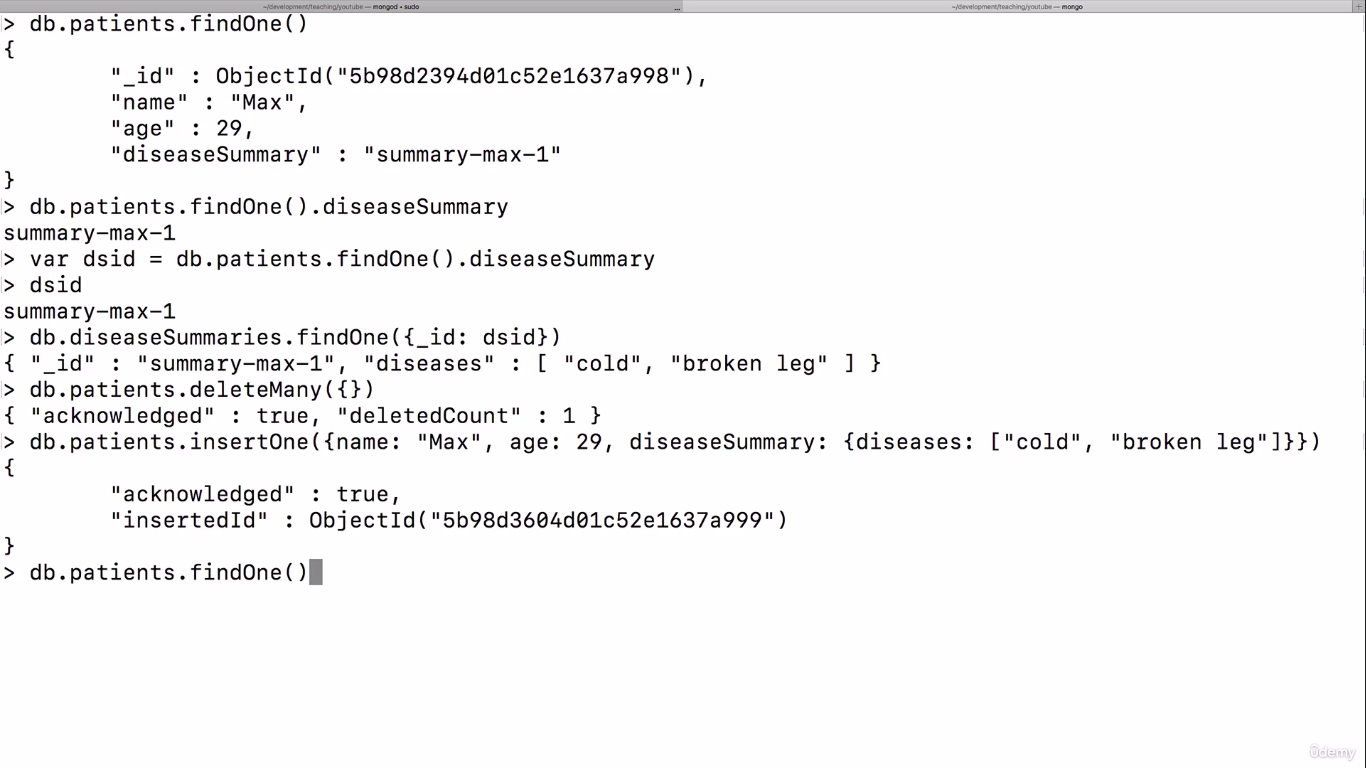 ~/development/teaching/youtube — mongod • sudo ... ~/development/teaching/youtube — mongo +
> db.patients.findOne()
{
"_id" : ObjectId("5b98d2394d01c52e1637a998"),
"name" : "Max",
"age" : 29,
"diseaseSummary" : "summary-max-1"
}
> db.patients.findOne().diseaseSummary
summary-max-1
> var dsid = db.patients.findOne().diseaseSummary
> dsid
summary-max-1
> db.diseaseSummaries.findOne({_id: dsid})
{ "_id" : "summary-max-1", "diseases" : [ "cold", "broken leg" ] }
> db.patients.deleteMany({})
{ "acknowledged" : true, "deletedCount" : 1 }
> db.patients.insertOne({name: "Max", age: 29, diseaseSummary: {diseases: ["cold", "broken leg"]}})
{
"acknowledged" : true,
"insertedId" : ObjectId("5b98d3604d01c52e1637a999")
}
> db.patients.findOne()
ûdemy